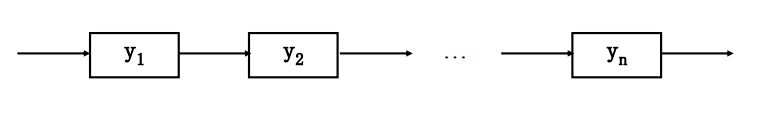 y₁ y₂ ... yₙ